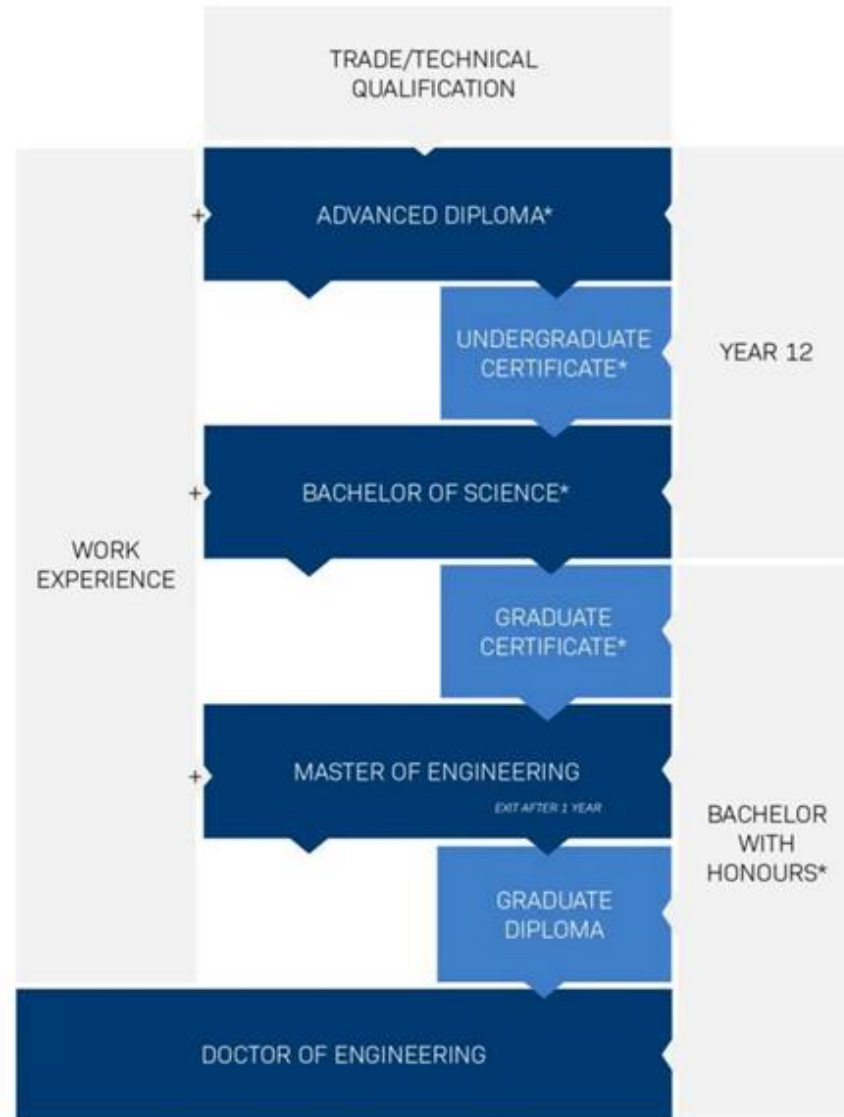 TRADE/TECHNICAL
QUALIFICATION
+
ADVANCED DIPLOMA*
UNDERGRADUATE
CERTIFICATE*
YEAR 12
+
BACHELOR OF SCIENCE*
WORK
EXPERIENCE
GRADUATE
CERTIFICATE*
+
MASTER OF ENGINEERING
EXIT AFTER 1 YEAR
BACHELOR
WITH
HONOURS*
GRADUATE
DIPLOMA
DOCTOR OF ENGINEERING